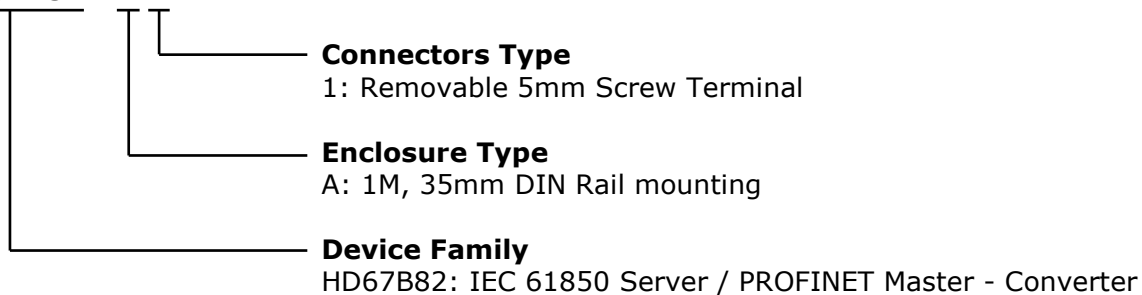 Connectors Type
1: Removable 5mm Screw Terminal
Enclosure Type
A: 1M, 35mm DIN Rail mounting
Device Family
HD67B82: IEC 61850 Server / PROFINET Master - Converter